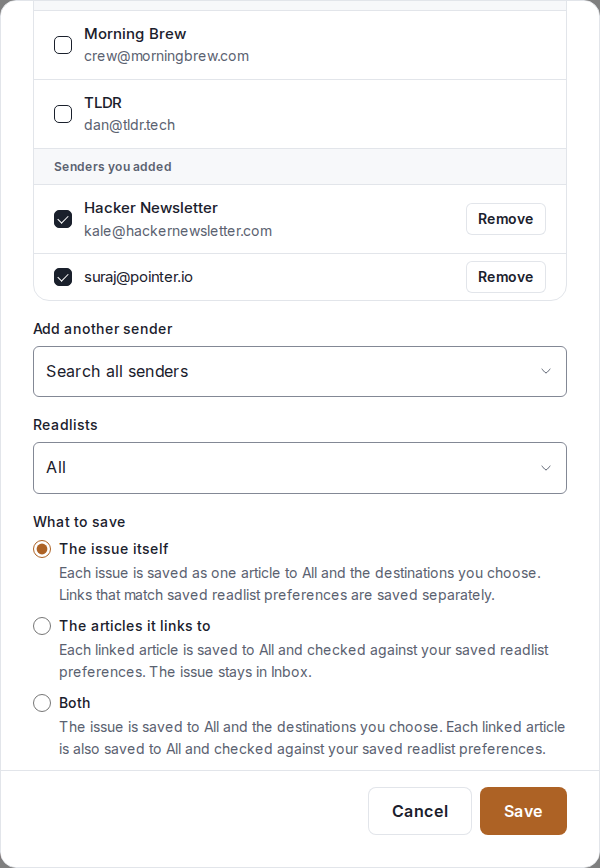 Morning Brew
crew@morningbrew.com
TLDR
dan@tldr.tech
Senders you added
Hacker Newsletter
kale@hackernewsletter.com
Remove
suraj@pointer.io
Remove
Add another sender
Search all senders
Readlists
All
What to save
The issue itself
Each issue is saved as one article to All and the destinations you choose.
Links that match saved readlist preferences are saved separately.
The articles it links to
Each linked article is saved to All and checked against your saved readlist
preferences. The issue stays in Inbox.
Both
The issue is saved to All and the destinations you choose. Each linked article
is also saved to All and checked against your saved readlist preferences.
Cancel
Save